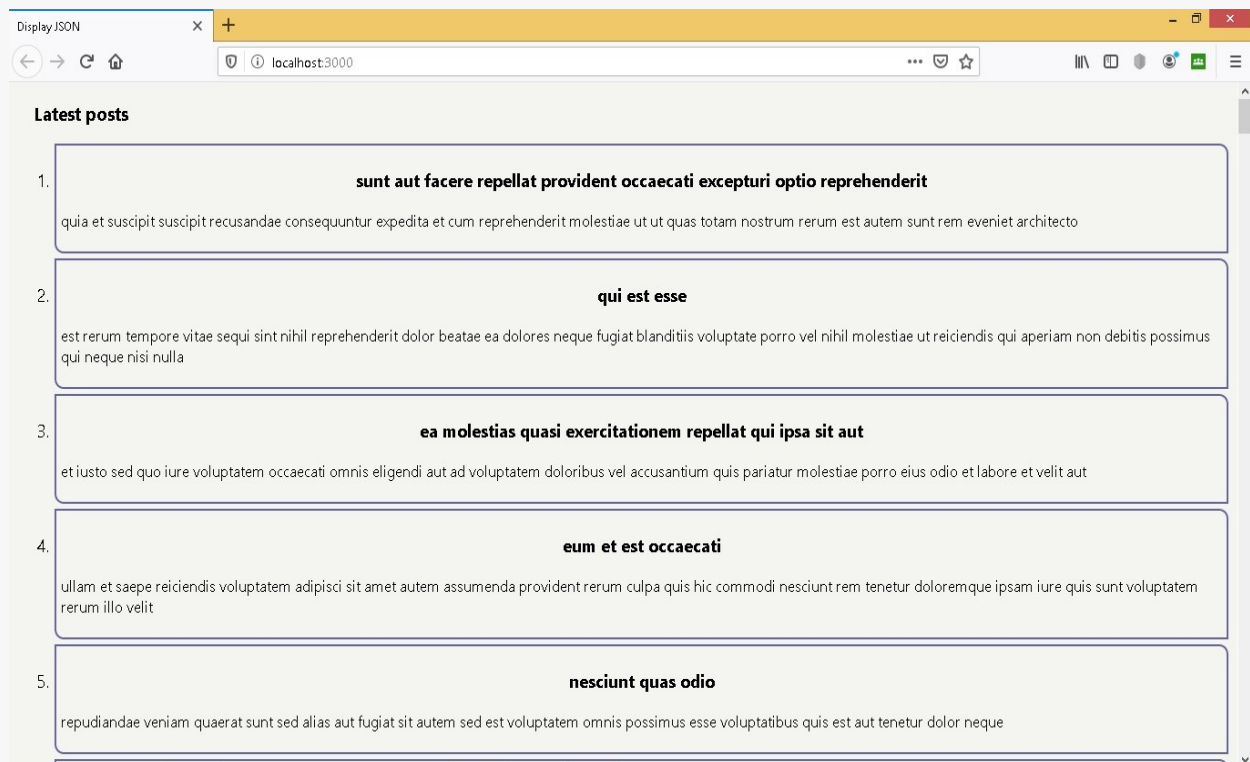 Display JSON
localhost:3000
Latest posts
1. sunt aut facere repellat provident occaecati excepturi optio reprehenderit
quia et suscipit suscipit recusandae consequuntur expedita et cum reprehenderit molestiae ut ut quas totam nostrum rerum est autem sunt rem eveniet architecto
2. qui est esse
est rerum tempore vitae sequi sint nihil reprehenderit dolor beatae ea dolores neque fugiat blanditiis voluptate porro vel nihil molestiae ut reiciendis qui aperiam non debitis possimus
qui neque nisi nulla
3. ea molestias quasi exercitationem repellat qui ipsa sit aut
et iusto sed quo iure voluptatem occaecati omnis eligendi aut ad voluptatem doloribus vel accusantium quis pariatur molestiae porro eius odio et labore et velit aut
4. eum et est occaecati
ullam et saepe reiciendis voluptatem adipisci sit amet autem assumenda provident rerum culpa quis hic commodi nesciunt rem tenetur doloremque ipsam iure quis sunt voluptatem
rerum illo velit
5. nesciunt quas odio
repudiandae veniam quaerat sunt sed alias aut fugiat sit autem sed est voluptatem omnis possimus esse voluptatibus quis est aut tenetur dolor neque